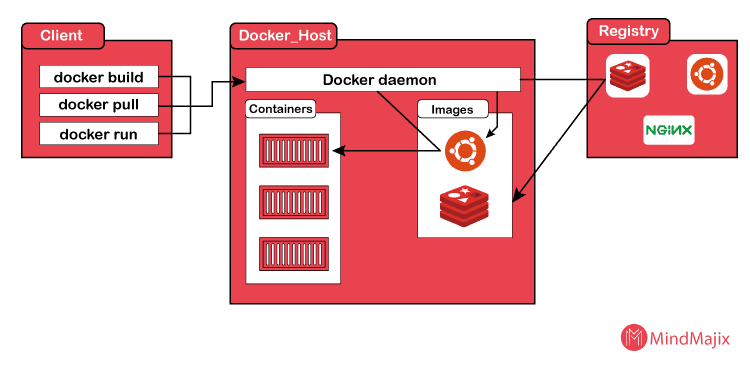 Client
docker build
docker pull
docker run
Docker_Host
Docker daemon
Containers
Images
Registry
NGINX
MindMajix